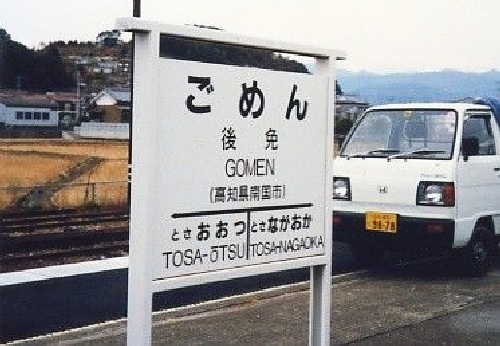 ごめん
後免
GOMEN
(高知県南国市)
とさおおつ とさながおか
TOSA-ŌTSU TOSA-NAGAOKA